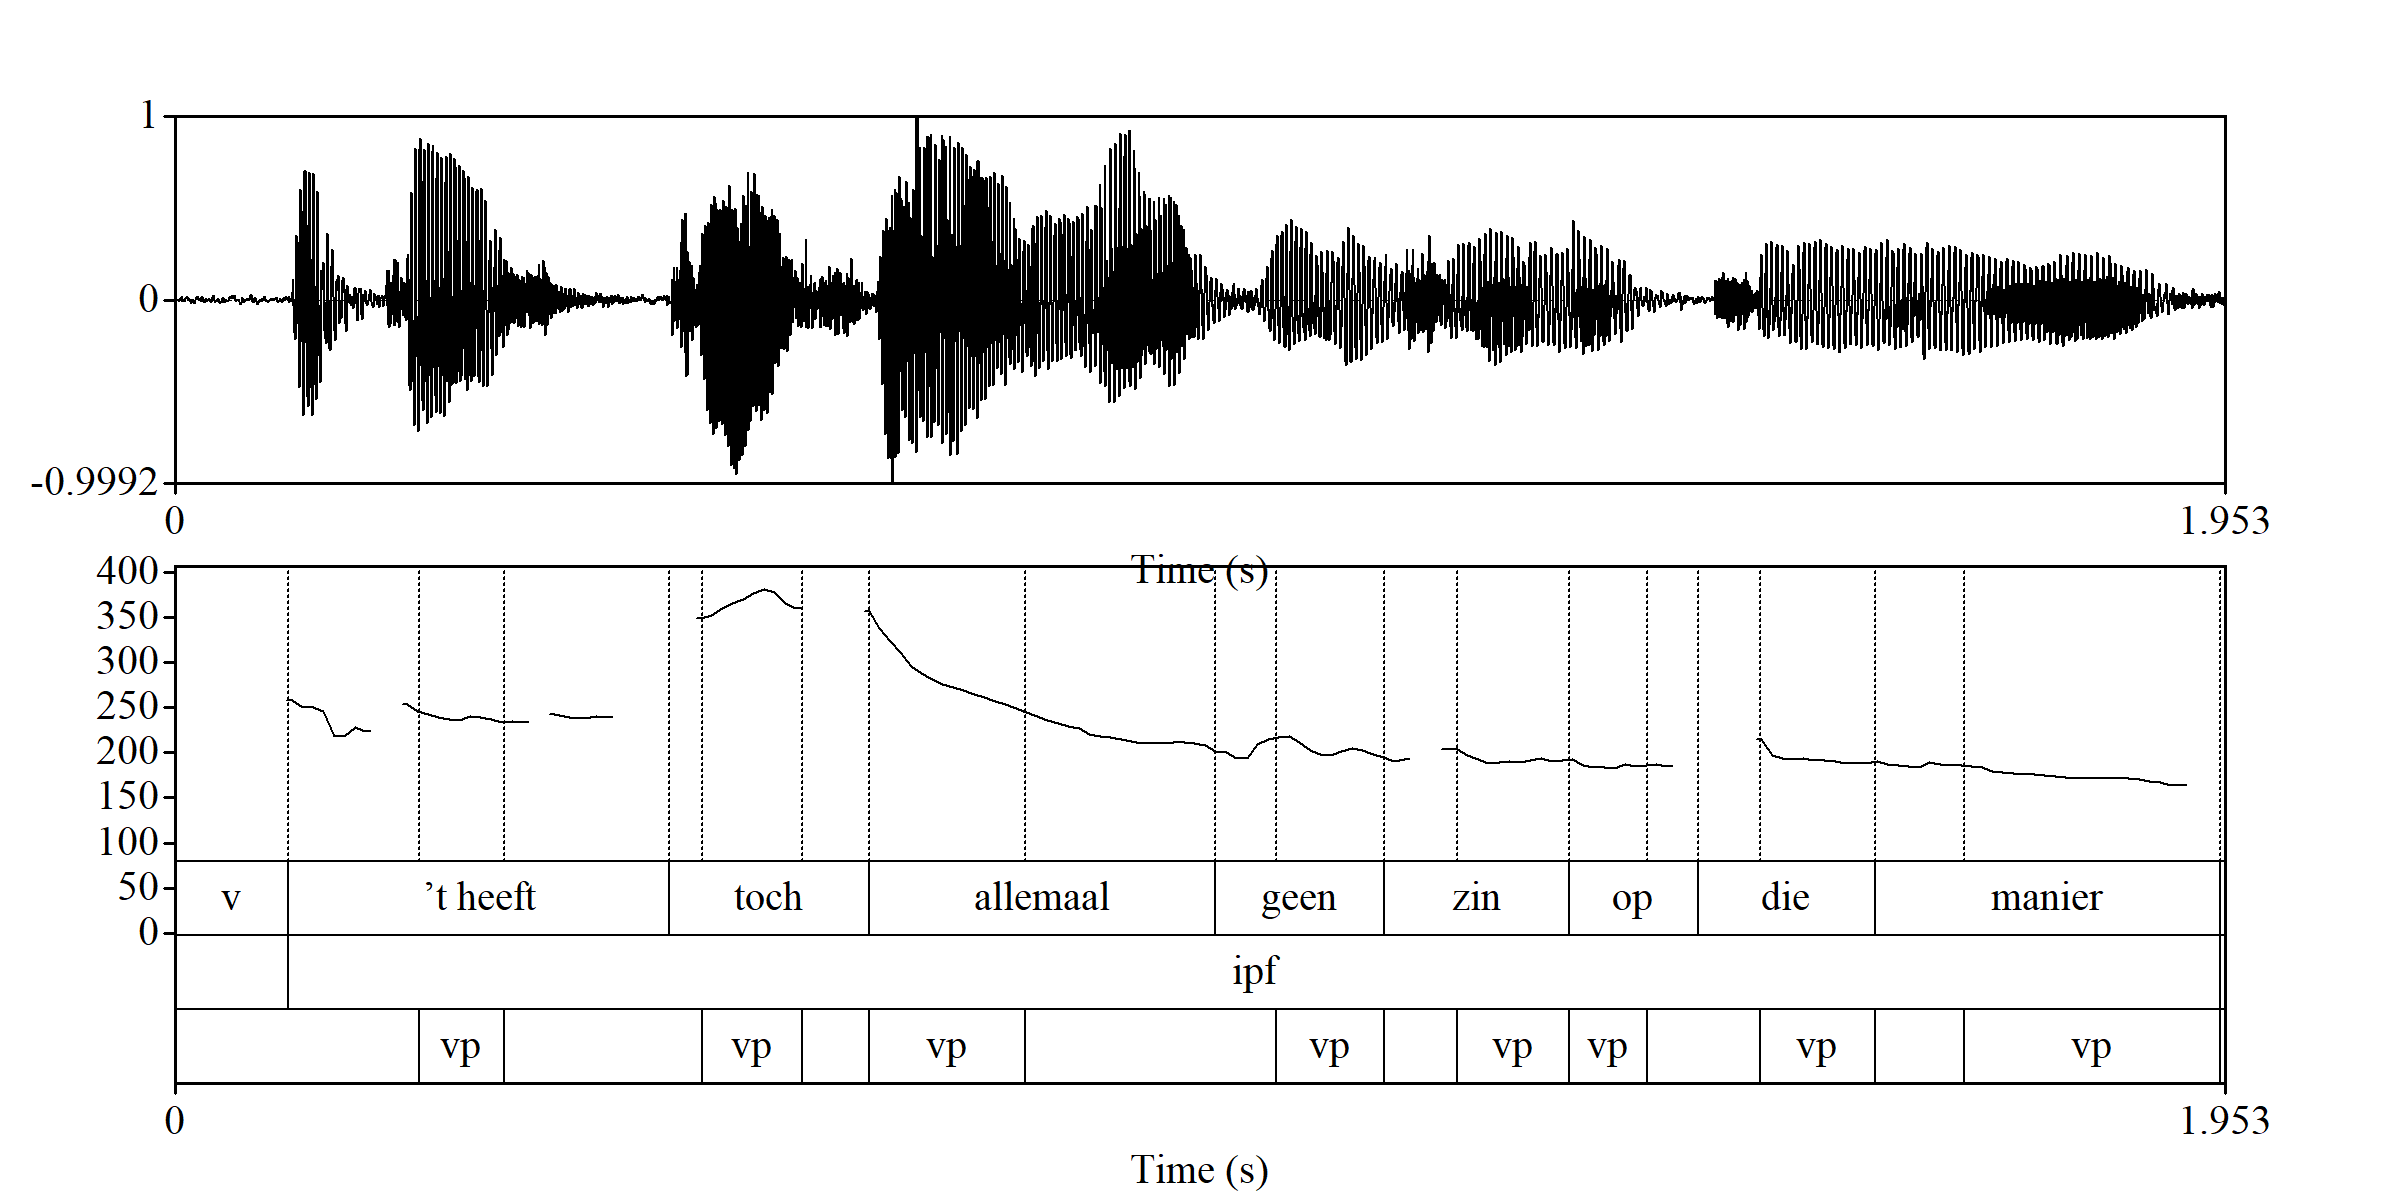 1
0
-0.9992
0 1.953
Time (s)
400
350
300
250
200
150
100
50
0
v ’t heeft toch allemaal geen zin op die manier
ipf
vp vp vp vp vp vp vp vp
0 1.953
Time (s)